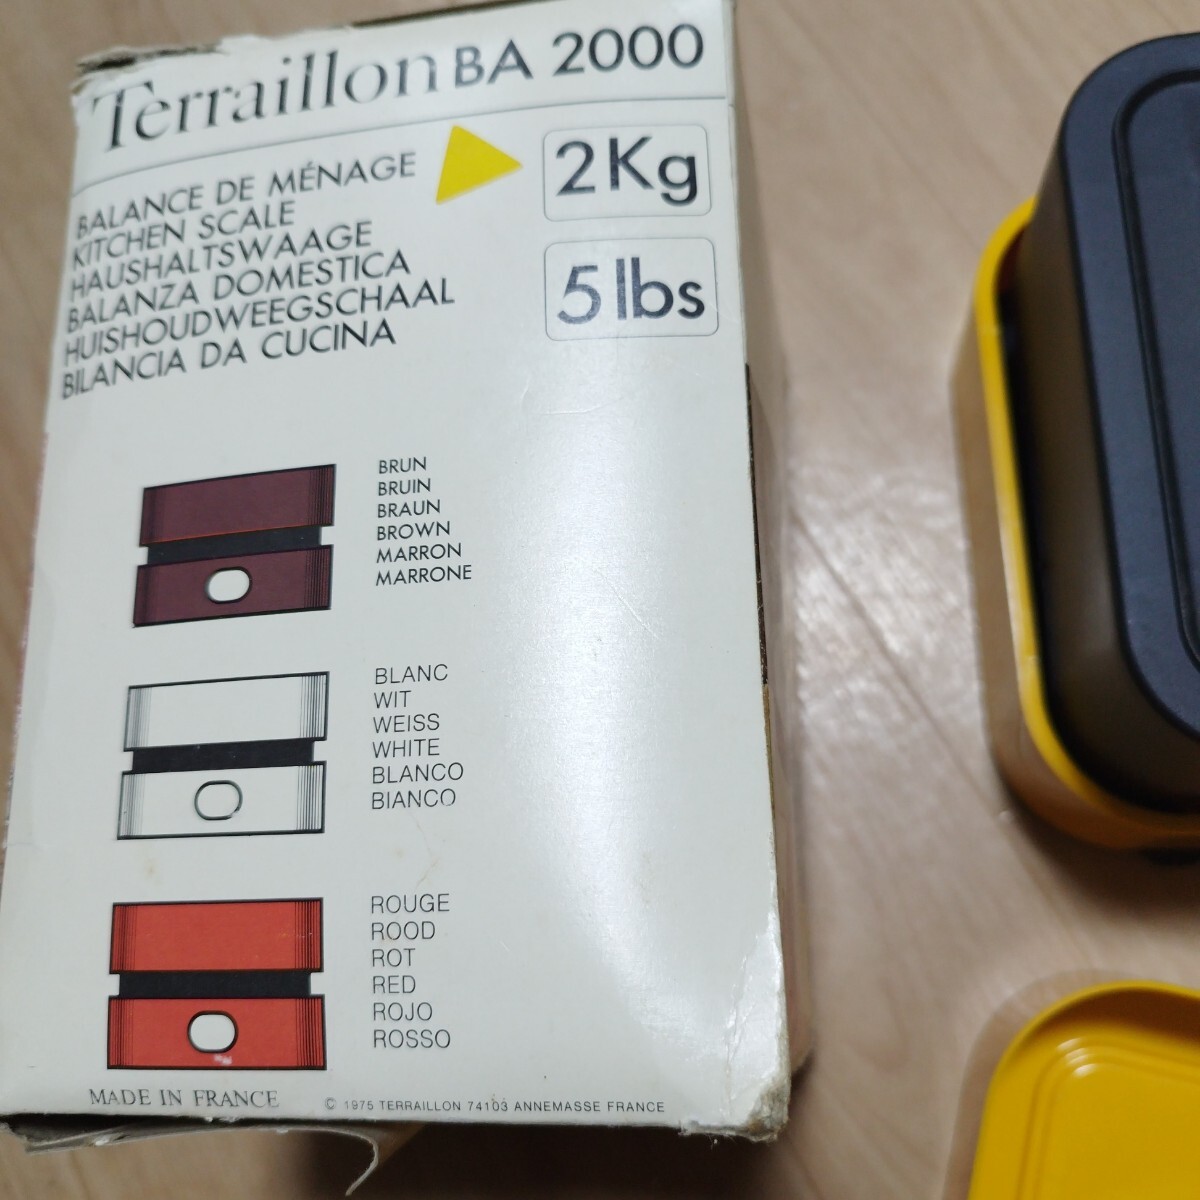 Terraillon BA 2000
BALANCE DE MÉNAGE
KITCHEN SCALE
HAUSHALTSWAAGE
BALANZA DOMESTICA
HUISHOUDWEEGSCHAAL
BILANCIA DA CUCINA
2Kg
5 lbs
BRUN
BRUIN
BRAUN
BROWN
MARRON
MARRONE
BLANC
WIT
WEISS
WHITE
BLANCO
BIANCO
ROUGE
ROOD
ROT
RED
ROJO
ROSSO
MADE IN FRANCE
© 1975 TERRAILLON 74103 ANNEMASSE FRANCE